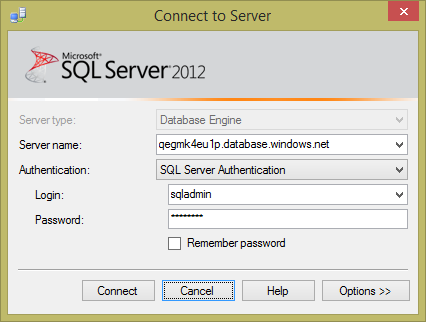 Connect to Server
Microsoft
SQL Server 2012
Server type: Database Engine
Server name: qegmk4eu1p.database.windows.net
Authentication: SQL Server Authentication
Login: sqladmin
Password: ********
Remember password
Connect Cancel Help Options >>